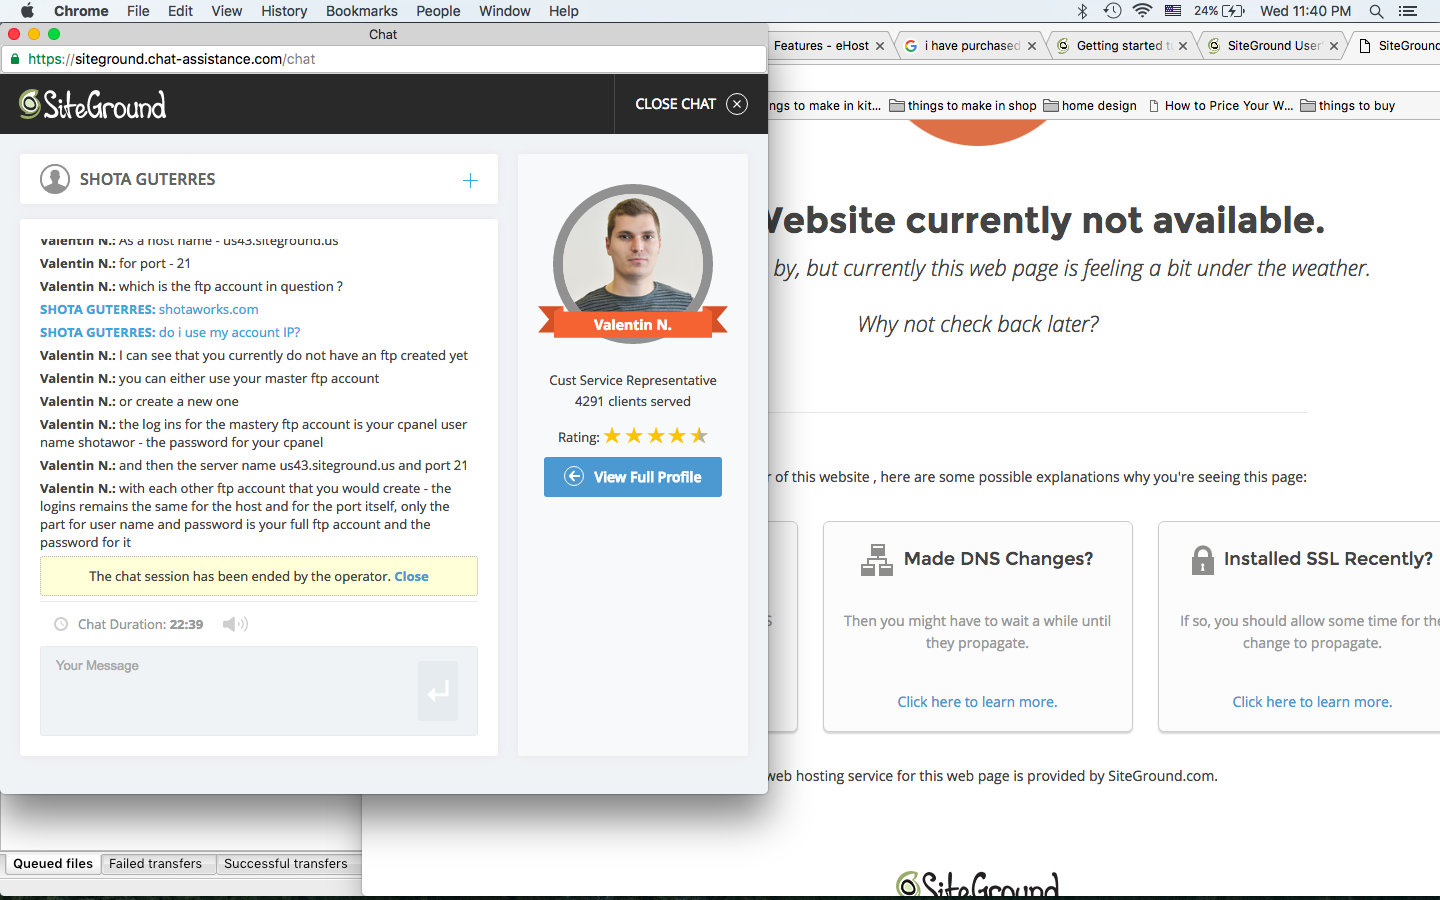 Chrome File Edit View History Bookmarks People Window Help
24% Wed 11:40 PM
Chat
https://siteground.chat-assistance.com/chat
Features - eHost
i have purchased
Getting started
SiteGround User
SiteGround
things to make in shop
home design
How to Price Your W...
things to buy
SiteGround
CLOSE CHAT
SHOTA GUTERRES
Valentin N.: As a host name - us43.siteground.us
Valentin N.: for port - 21
Valentin N.: which is the ftp account in question ?
SHOTA GUTERRES: shotaworks.com
SHOTA GUTERRES: do i use my account IP?
Valentin N.: I can see that you currently do not have an ftp created yet
Valentin N.: you can either use your master ftp account
Valentin N.: or create a new one
Valentin N.: the log ins for the mastery ftp account is your cpanel user
name shotawor - the password for your cpanel
Valentin N.: and then the server name us43.siteground.us and port 21
Valentin N.: with each other ftp account that you would create - the
logins remains the same for the host and for the port itself, only the
part for user name and password is your full ftp account and the
password for it
The chat session has been ended by the operator. Close
Chat Duration: 22:39
Your Message
Valentin N.
Cust Service Representative
4291 clients served
Rating:
View Full Profile
Website currently not available.
by, but currently this web page is feeling a bit under the weather.
Why not check back later?
of this website , here are some possible explanations why you're seeing this page:
Made DNS Changes?
Then you might have to wait a while until
they propagate.
Click here to learn more.
Installed SSL Recently?
If so, you should allow some time for the
change to propagate.
Click here to learn more.
web hosting service for this web page is provided by SiteGround.com.
SiteGround
Queued files
Failed transfers
Successful transfers